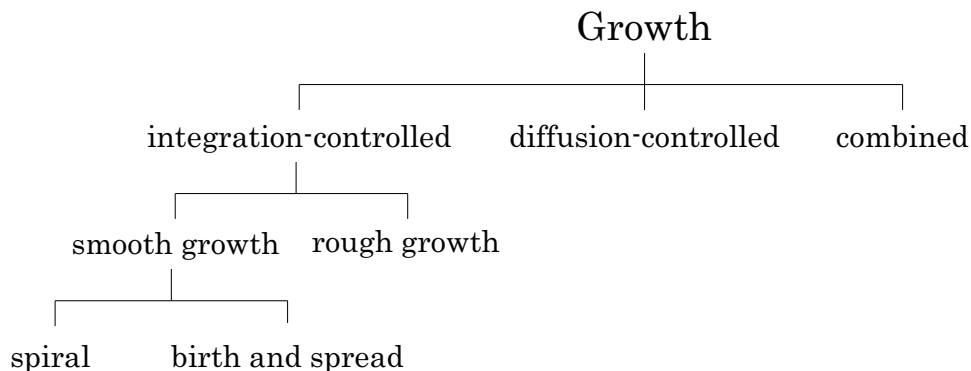 Growth
integration-controlled diffusion-controlled combined
smooth growth rough growth
spiral birth and spread